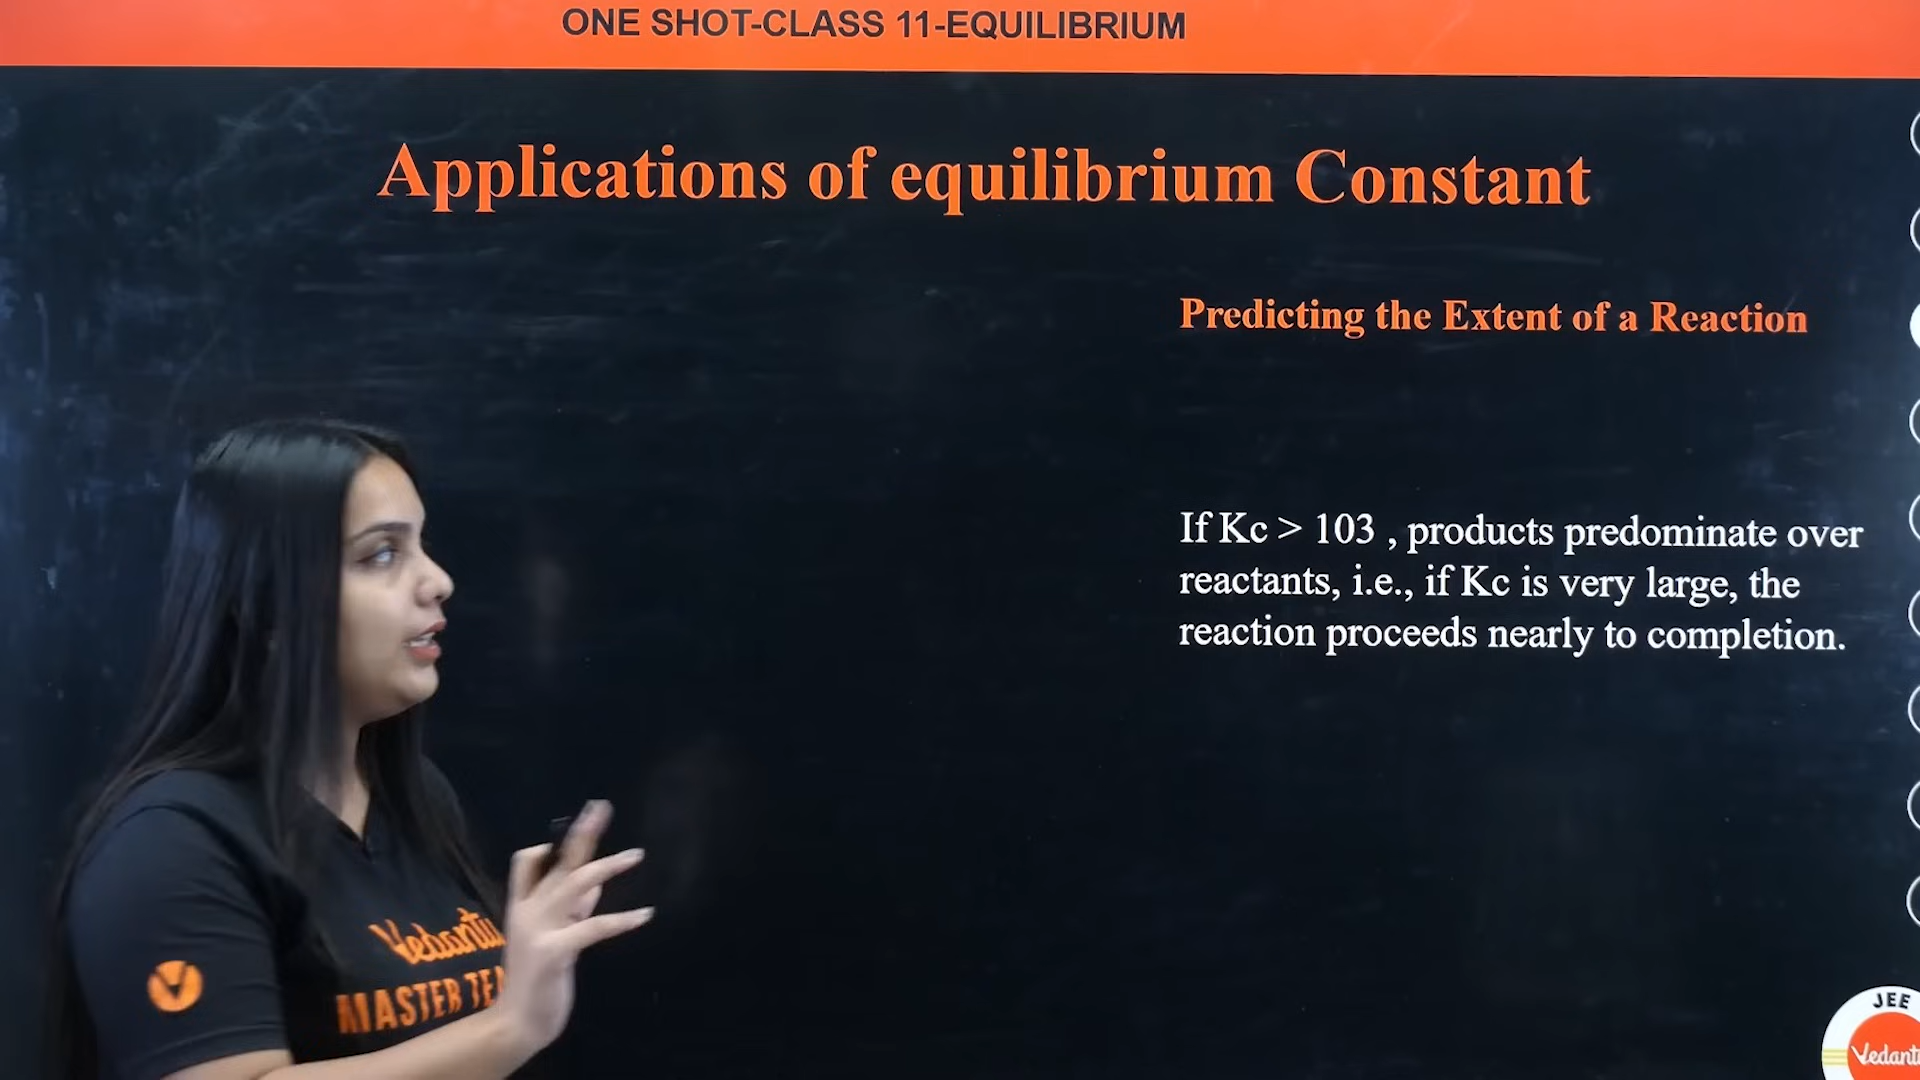 ONE SHOT-CLASS 11-EQUILIBRIUM
Applications of equilibrium Constant
Predicting the Extent of a Reaction
If Kc > 103 , products predominate over
reactants, i.e., if Kc is very large, the
reaction proceeds nearly to completion.
Vedantu
MASTER
JEE